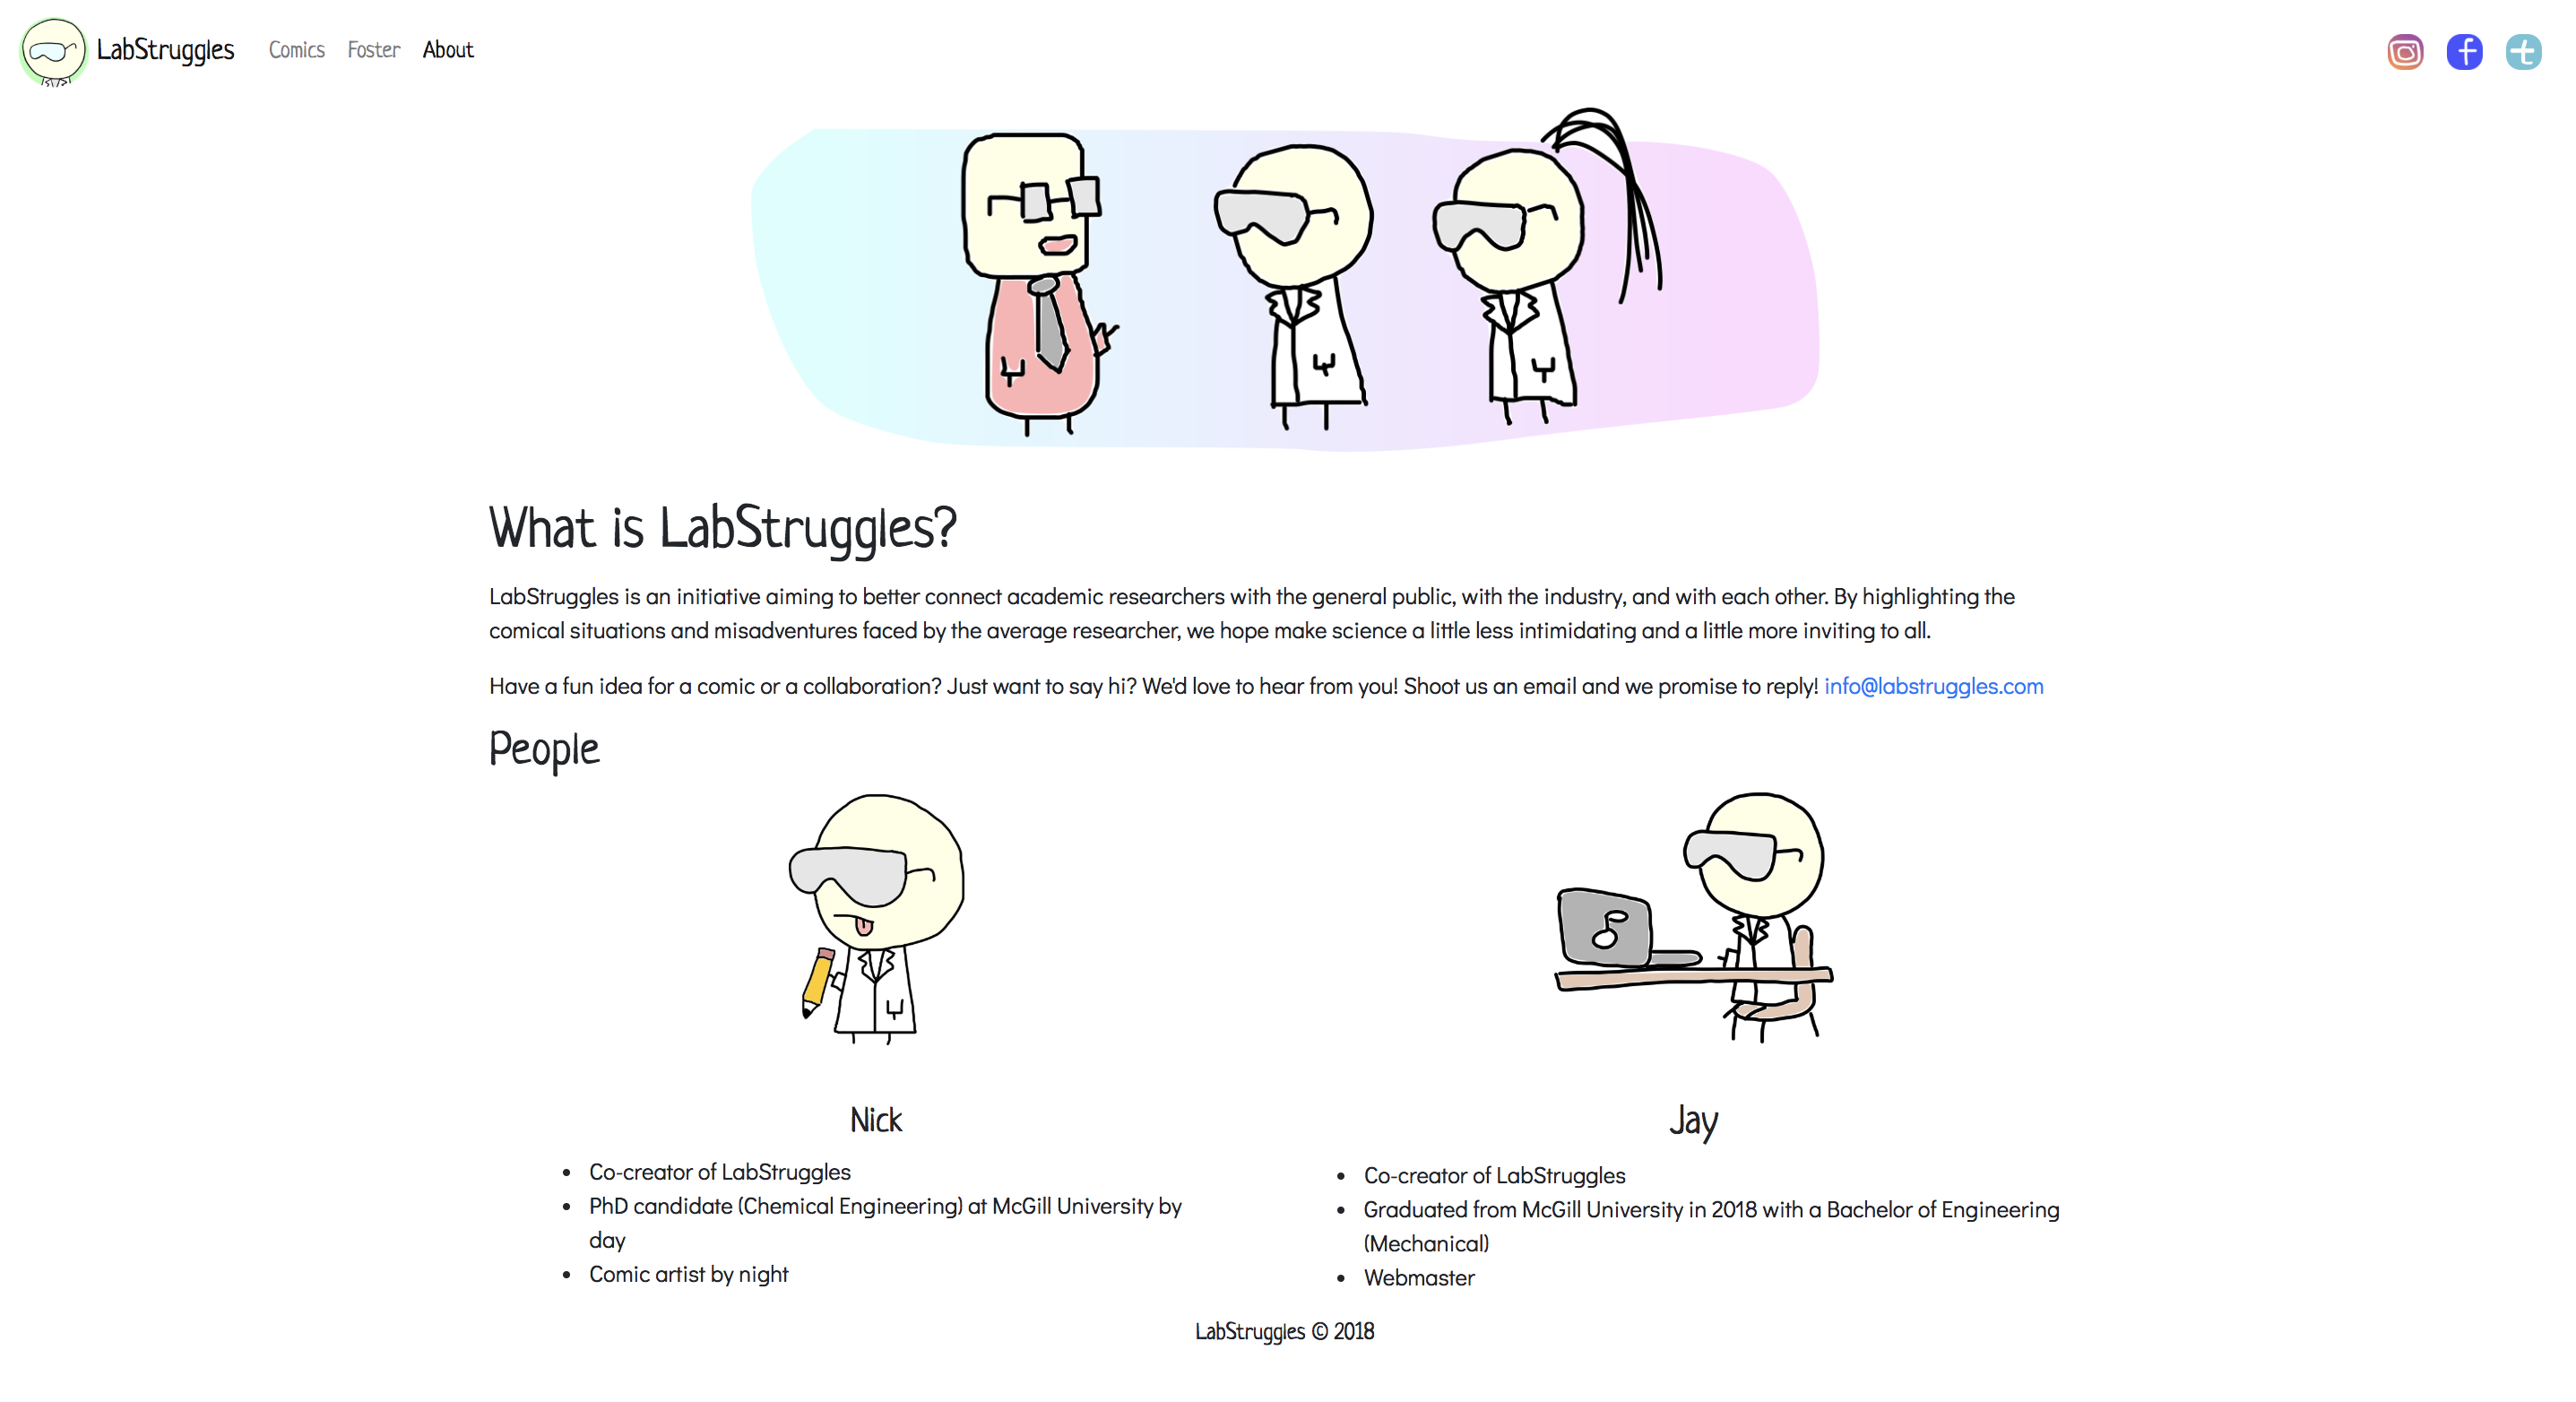 LabStruggles Comics Foster About
What is LabStruggles?
LabStruggles is an initiative aiming to better connect academic researchers with the general public, with the industry, and with each other. By highlighting the
comical situations and misadventures faced by the average researcher, we hope make science a little less intimidating and a little more inviting to all.
Have a fun idea for a comic or a collaboration? Just want to say hi? We'd love to hear from you! Shoot us an email and we promise to reply! info@labstruggles.com
People
Nick
• Co-creator of LabStruggles
• PhD candidate (Chemical Engineering) at McGill University by
day
• Comic artist by night
Jay
• Co-creator of LabStruggles
• Graduated from McGill University in 2018 with a Bachelor of Engineering
(Mechanical)
• Webmaster
LabStruggles © 2018